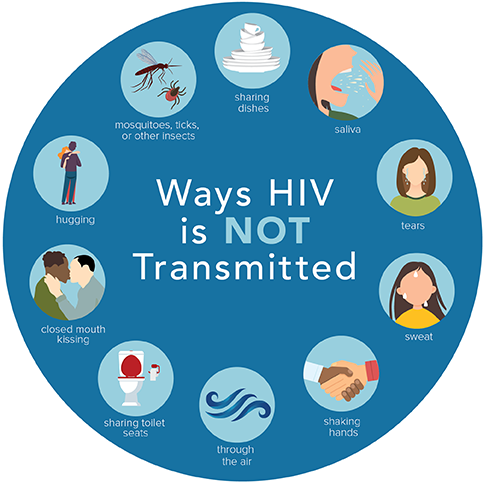 Ways HIV
is NOT
Transmitted
sharing
dishes
saliva
tears
sweat
shaking
hands
through
the air
sharing toilet
seats
closed mouth
kissing
hugging
mosquitoes, ticks,
or other insects